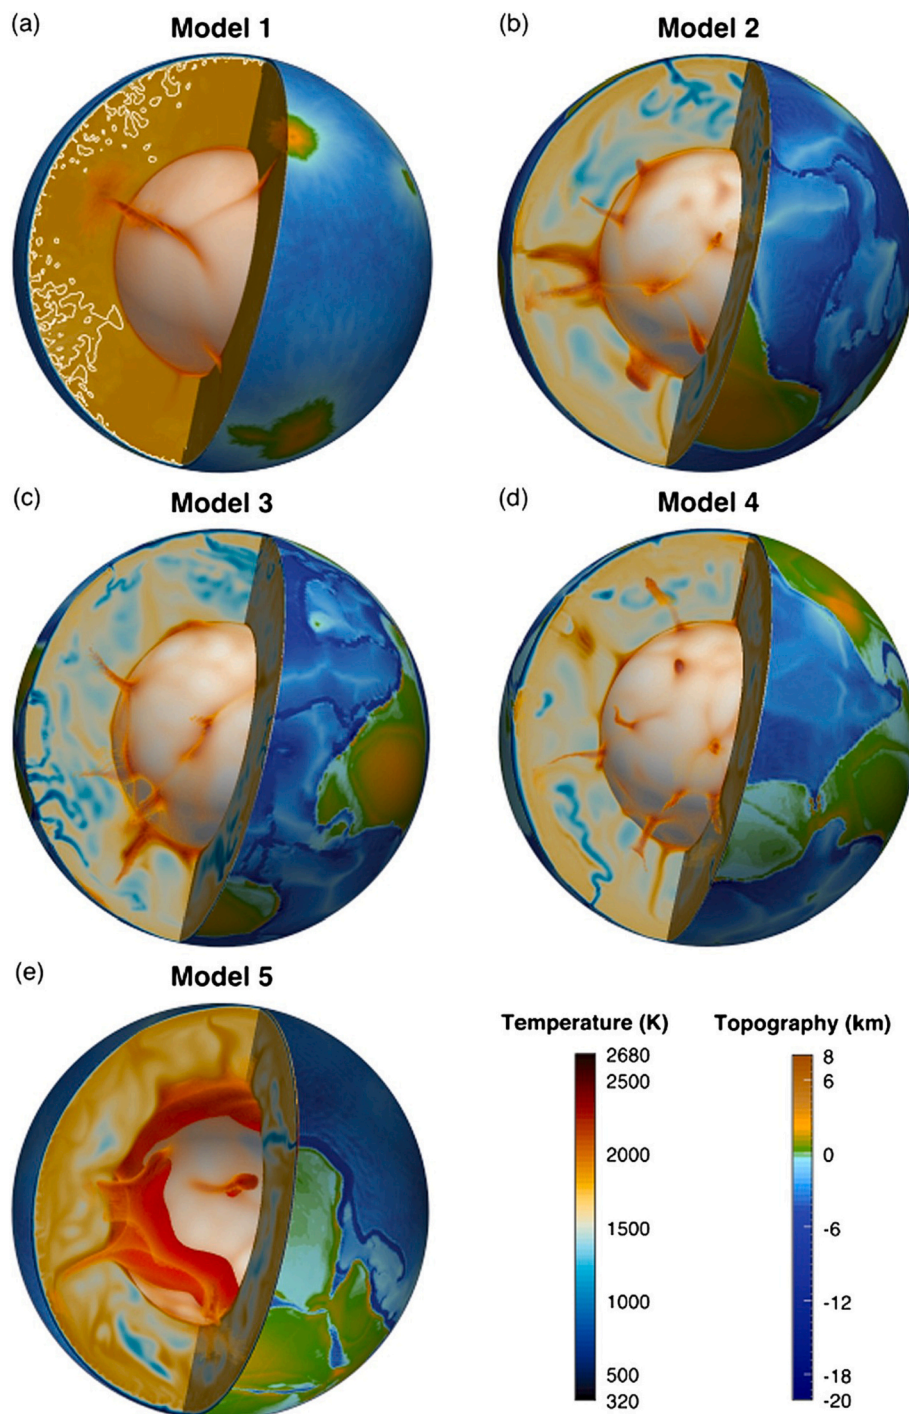 (a) Model 1
(b) Model 2
(c) Model 3
(d) Model 4
(e) Model 5
Temperature (K)
2680
2500
2000
1500
1000
500
320
Topography (km)
8
6
0
-6
-12
-18
-20